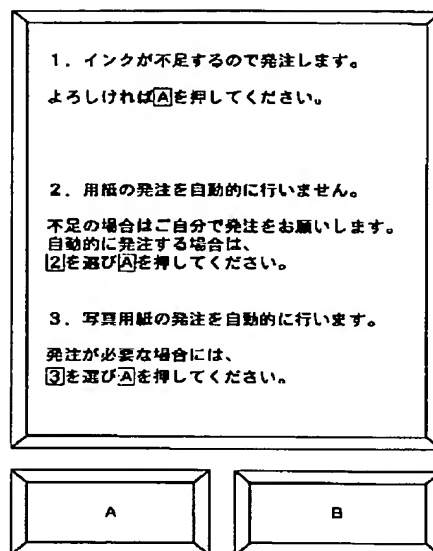 1．インクが不足するので発注します。
よろしければAを押してください。
2．用紙の発注を自動的に行いません。
不足の場合はご自分で発注をお願いします。
自動的に発注する場合は、
2を選びAを押してください。
3．写真用紙の発注を自動的に行います。
発注が必要な場合には、
3を選びAを押してください。
A
B